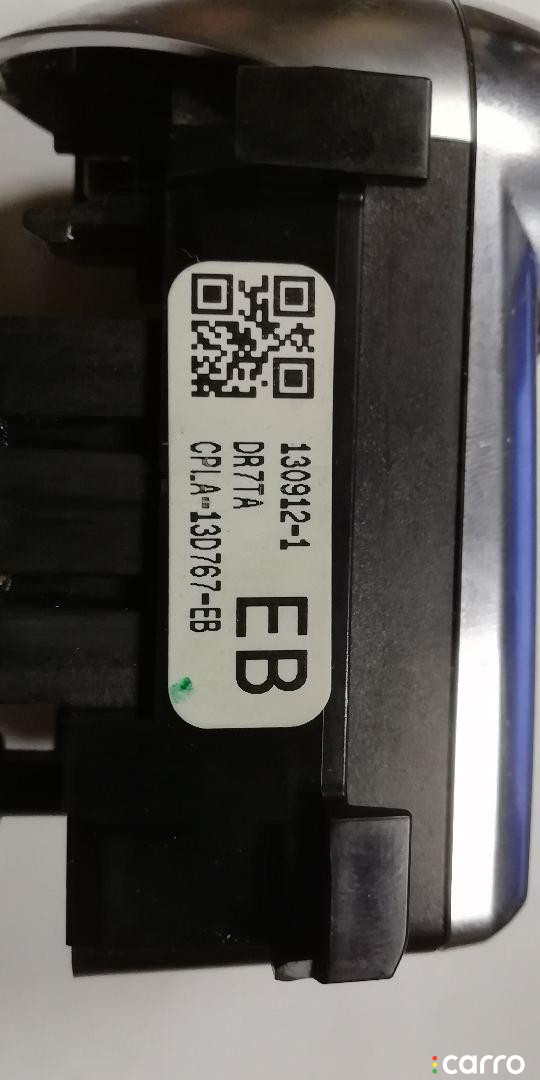 130912-1
DR7TA
CPLA-13D767-EB
EB
carro